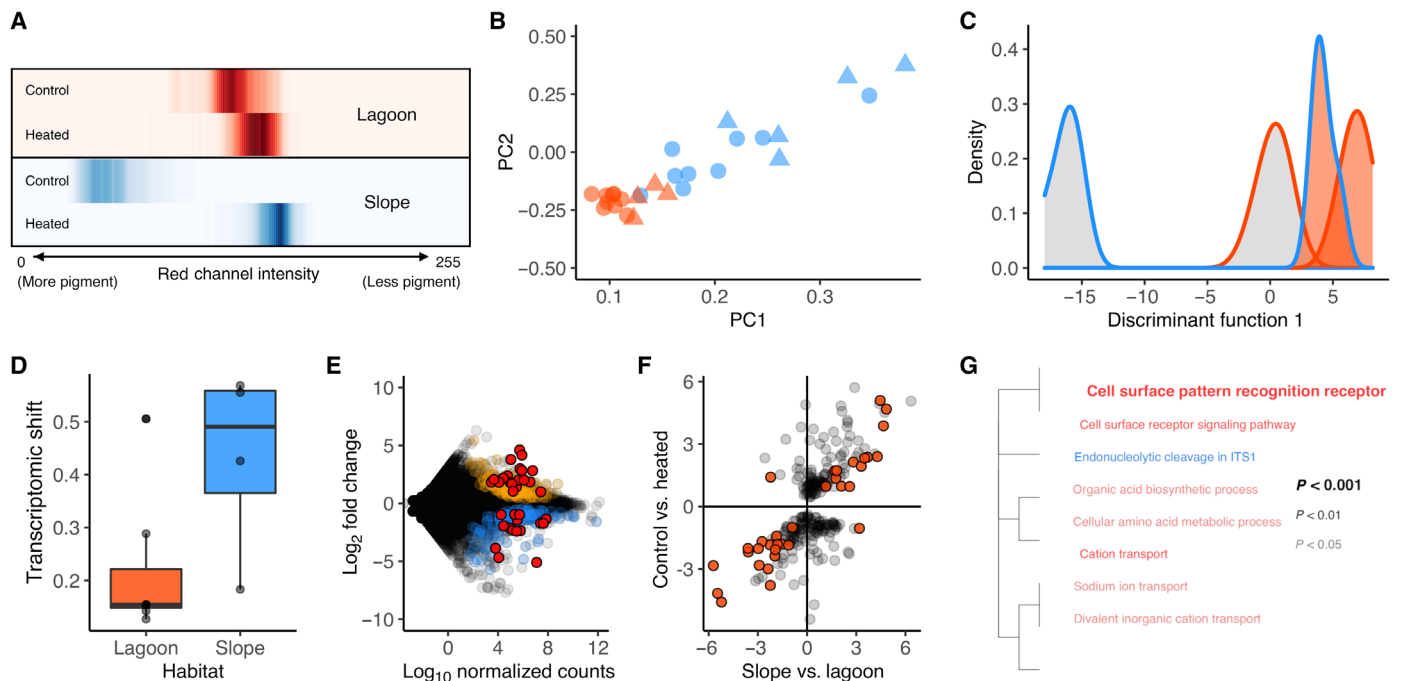 A
Control
Lagoon
Heated
Control
Slope
Heated
0
255
Red channel intensity
(More pigment)
(Less pigment)
B
0.50
0.25
0.00
−0.25
−0.50
PC2
0.1
0.2
0.3
PC1
C
0.4
0.3
0.2
0.1
0.0
Density
−15
−10
−5
0
5
Discriminant function 1
D
0.5
0.4
0.3
0.2
Transcriptomic shift
Lagoon
Slope
Habitat
E
10
5
0
−5
−10
Log2 fold change
0
4
8
12
Log10 normalized counts
F
6
3
0
-3
Control vs. heated
−6
−3
0
3
6
Slope vs. lagoon
G
Cell surface pattern recognition receptor
Cell surface receptor signaling pathway
Endonucleolytic cleavage in ITS1
Organic acid biosynthetic process
P < 0.001
Cellular amino acid metabolic process
P < 0.01
Cation transport
P < 0.05
Sodium ion transport
Divalent inorganic cation transport